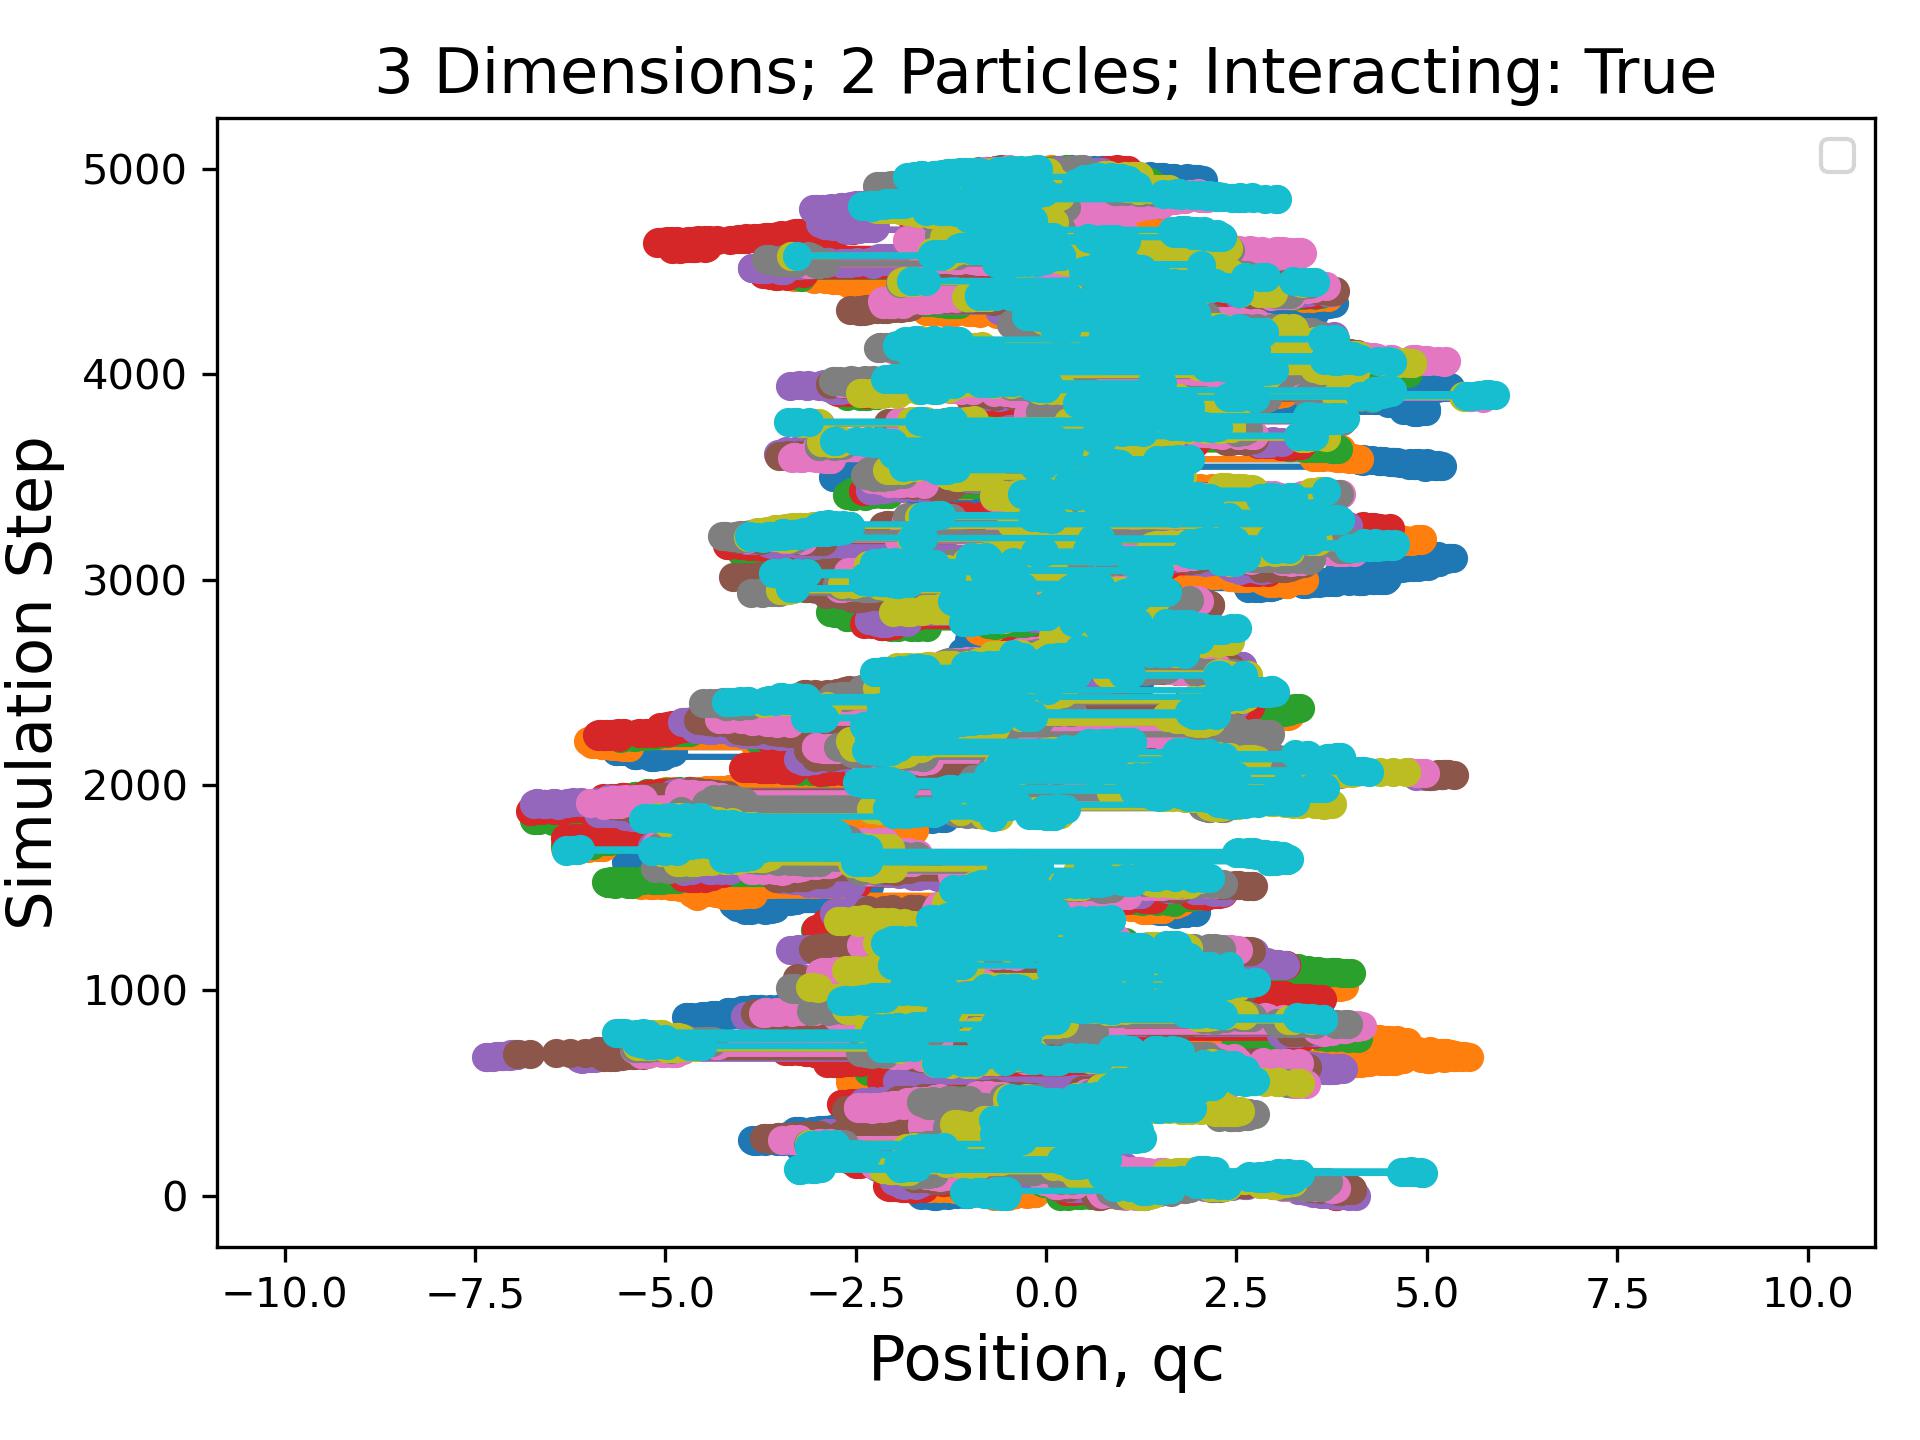 3 Dimensions; 2 Particles; Interacting: True
Simulation Step
5000
4000
3000
2000
1000
0
−10.0 −7.5 −5.0 −2.5 0.0 2.5 5.0 7.5 10.0
Position, qc